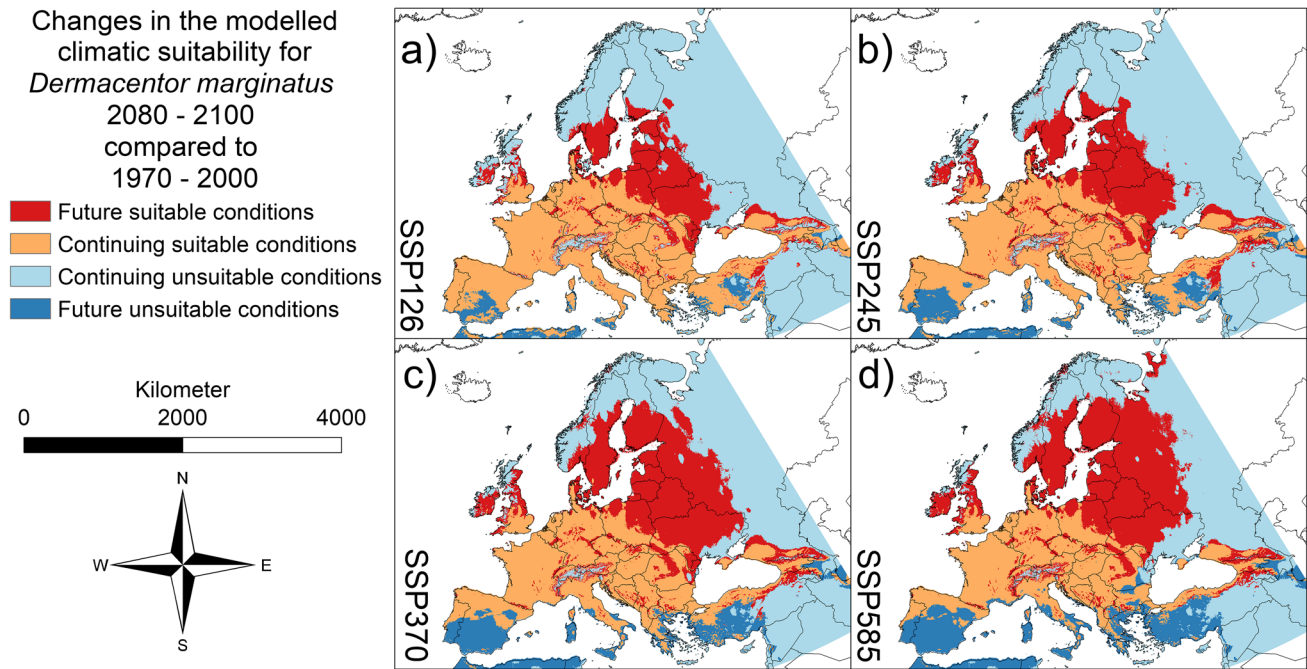 Changes in the modelled
climatic suitability for
Dermacentor marginatus
2080 - 2100
compared to
1970 - 2000
Future suitable conditions
Continuing suitable conditions
Continuing unsuitable conditions
Future unsuitable conditions
Kilometer
0 2000 4000
N
W E
S
a)
SSP126
b)
SSP245
c)
SSP370
d)
SSP585